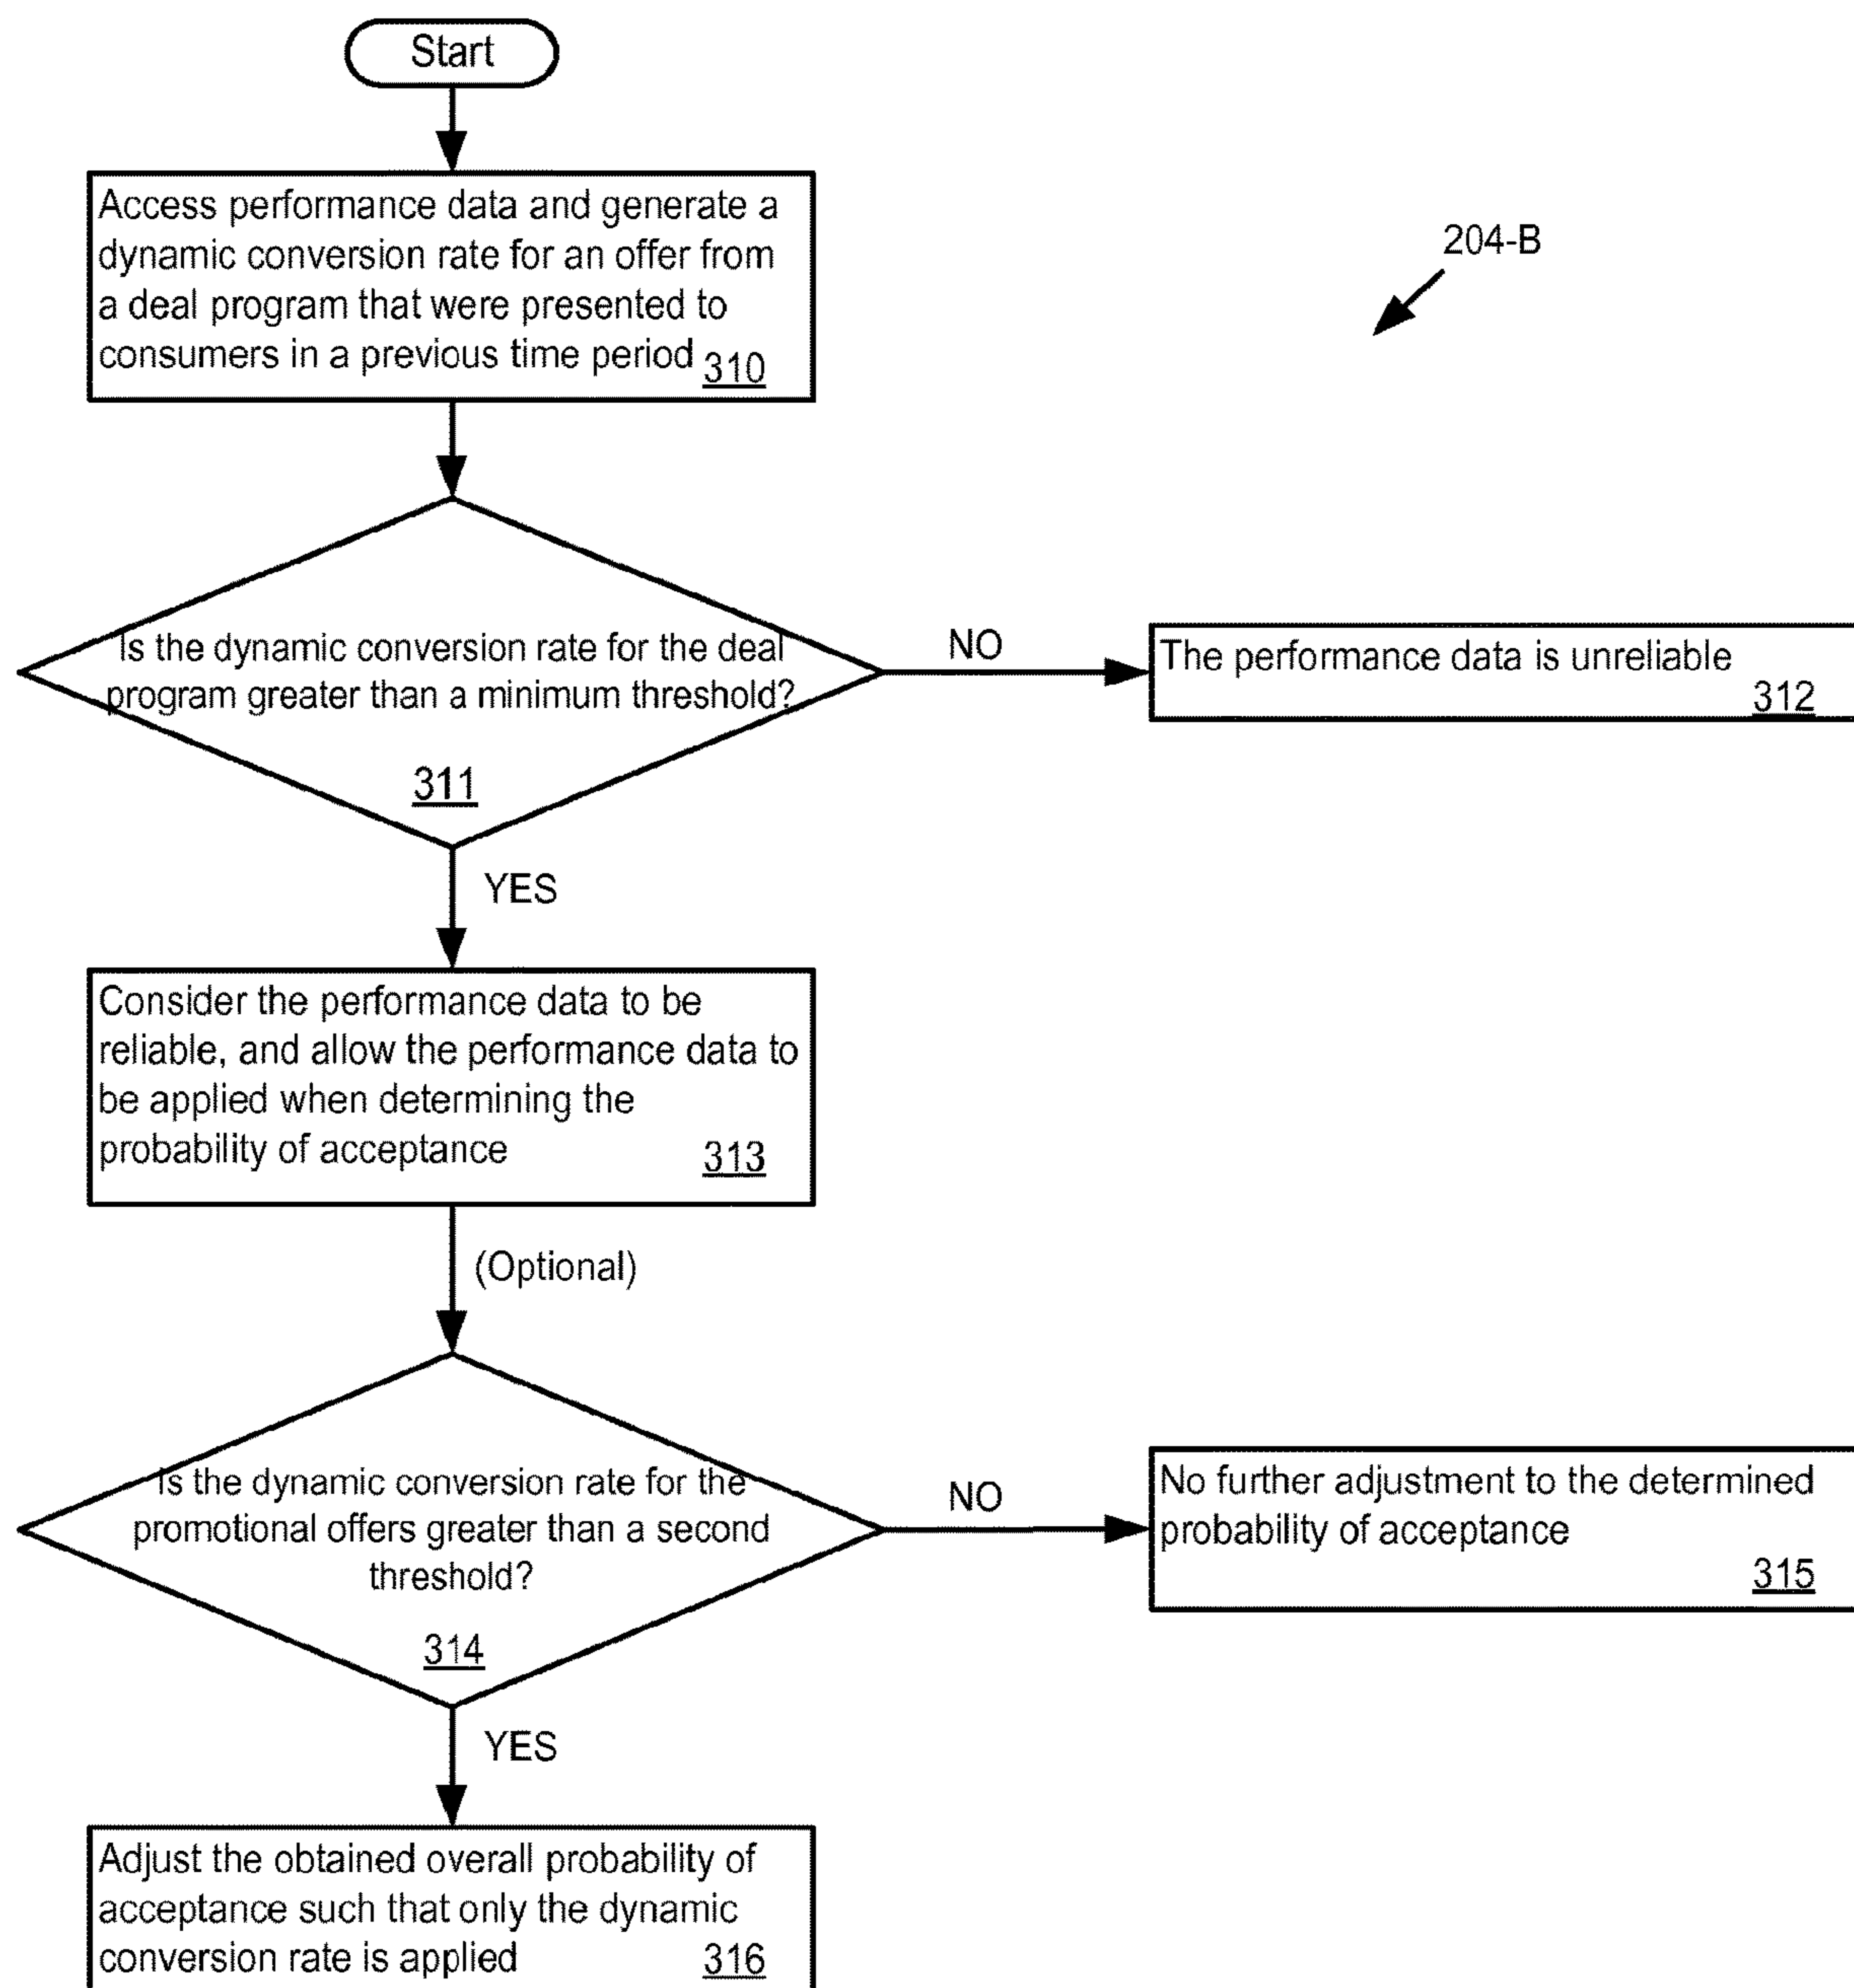 Start
Access performance data and generate a
dynamic conversion rate for an offer from
a deal program that were presented to
consumers in a previous time period 310
204-B
Is the dynamic conversion rate for the deal
program greater than a minimum threshold?
311
NO
The performance data is unreliable
312
YES
Consider the performance data to be
reliable, and allow the performance data to
be applied when determining the
probability of acceptance 313
(Optional)
Is the dynamic conversion rate for the
promotional offers greater than a second
threshold?
314
NO
No further adjustment to the determined
probability of acceptance
315
YES
Adjust the obtained overall probability of
acceptance such that only the dynamic
conversion rate is applied 316